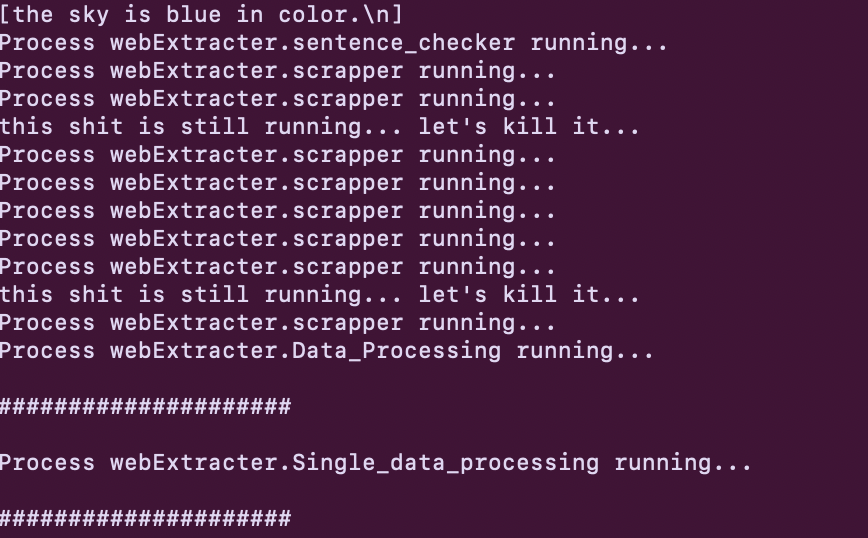 [the sky is blue in color.\n]
Process webExtracter.sentence_checker running...
Process webExtracter.scrapper running...
Process webExtracter.scrapper running...
this shit is still running... let's kill it...
Process webExtracter.scrapper running...
Process webExtracter.scrapper running...
Process webExtracter.scrapper running...
Process webExtracter.scrapper running...
Process webExtracter.scrapper running...
this shit is still running... let's kill it...
Process webExtracter.scrapper running...
Process webExtracter.Data_Processing running...
#####################
Process webExtracter.Single_data_processing running...
#####################